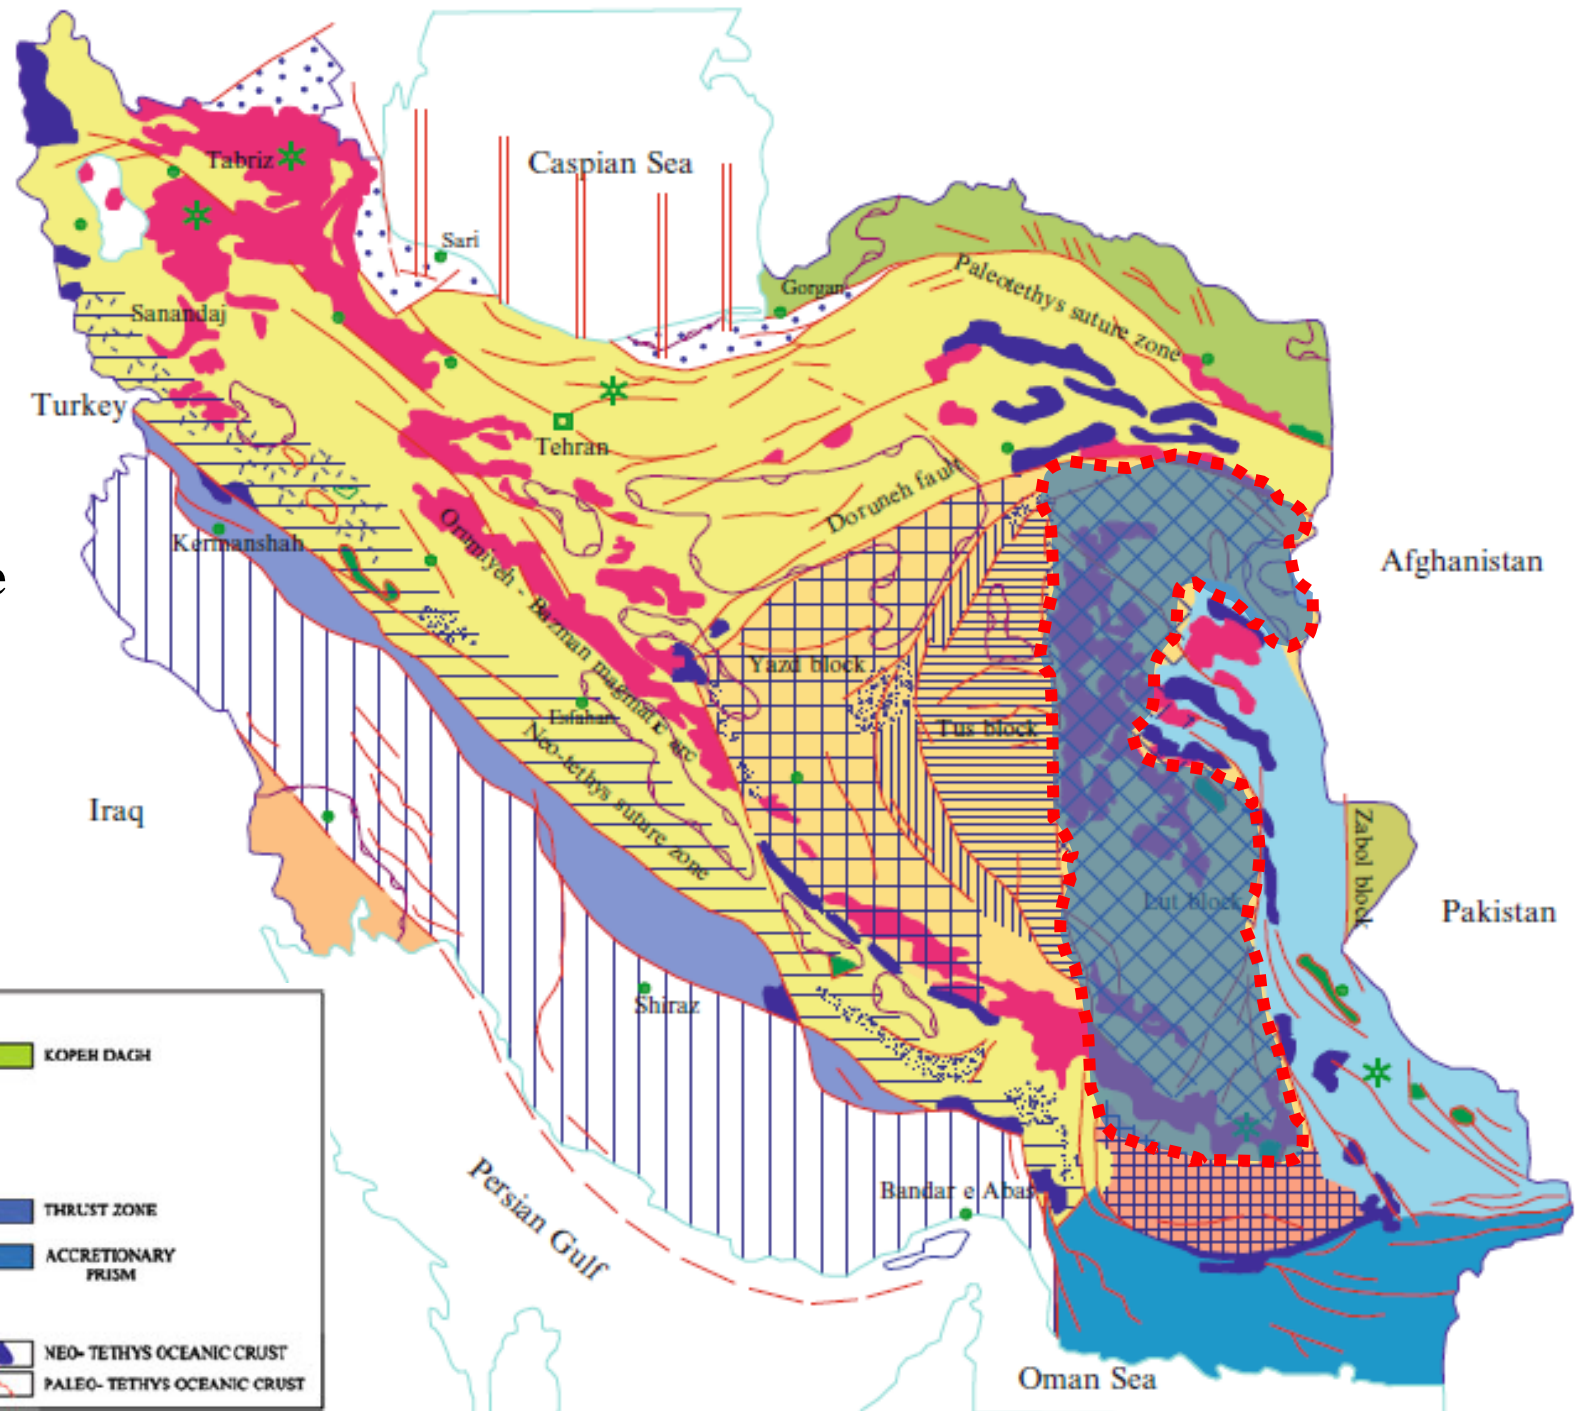 Caspian Sea
Tabriz
Sari
Gorgan
Paleotethys suture zone
Sanandaj
Turkey
Tehran
Doruneh fault
Kermanshah
Orumiyeh - Bazman magmatic arc
Afghanistan
e
Yazd block
Esfahan
Tus block
Neo-tethys suture zone
Iraq
Zabol block
Lut block
Pakistan
Shiraz
KOPEH DAGH
Persian Gulf
Bandar e Abas
THRUST ZONE
ACCRETIONARY
PRISM
NEO- TETHYS OCEANIC CRUST
PALEO- TETHYS OCEANIC CRUST
Oman Sea